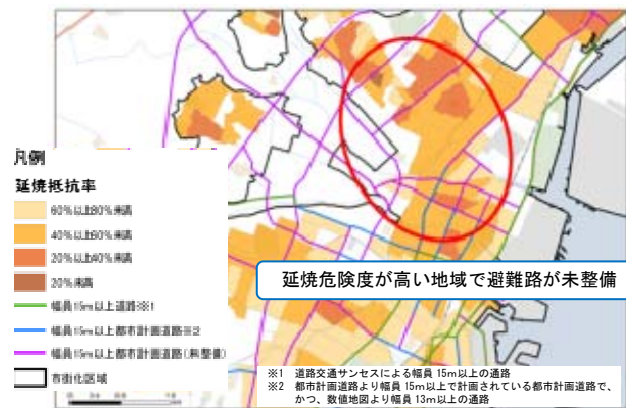 凡例
延焼抵抗率
60%以上80%未満
40%以上60%未満
20%以上40%未満
20%未満
幅員15m以上道路※1
幅員15m以上都市計画道路※2
幅員15m以上都市計画道路(未整備)
市街化区域
延焼危険度が高い地域で避難路が未整備
※1 道路交通サンセスによる幅員 15m以上の道路
※2 都市計画道路より幅員 15m以上で計画されている都市計画道路で、
かつ、数値地図より幅員 13m以上の道路